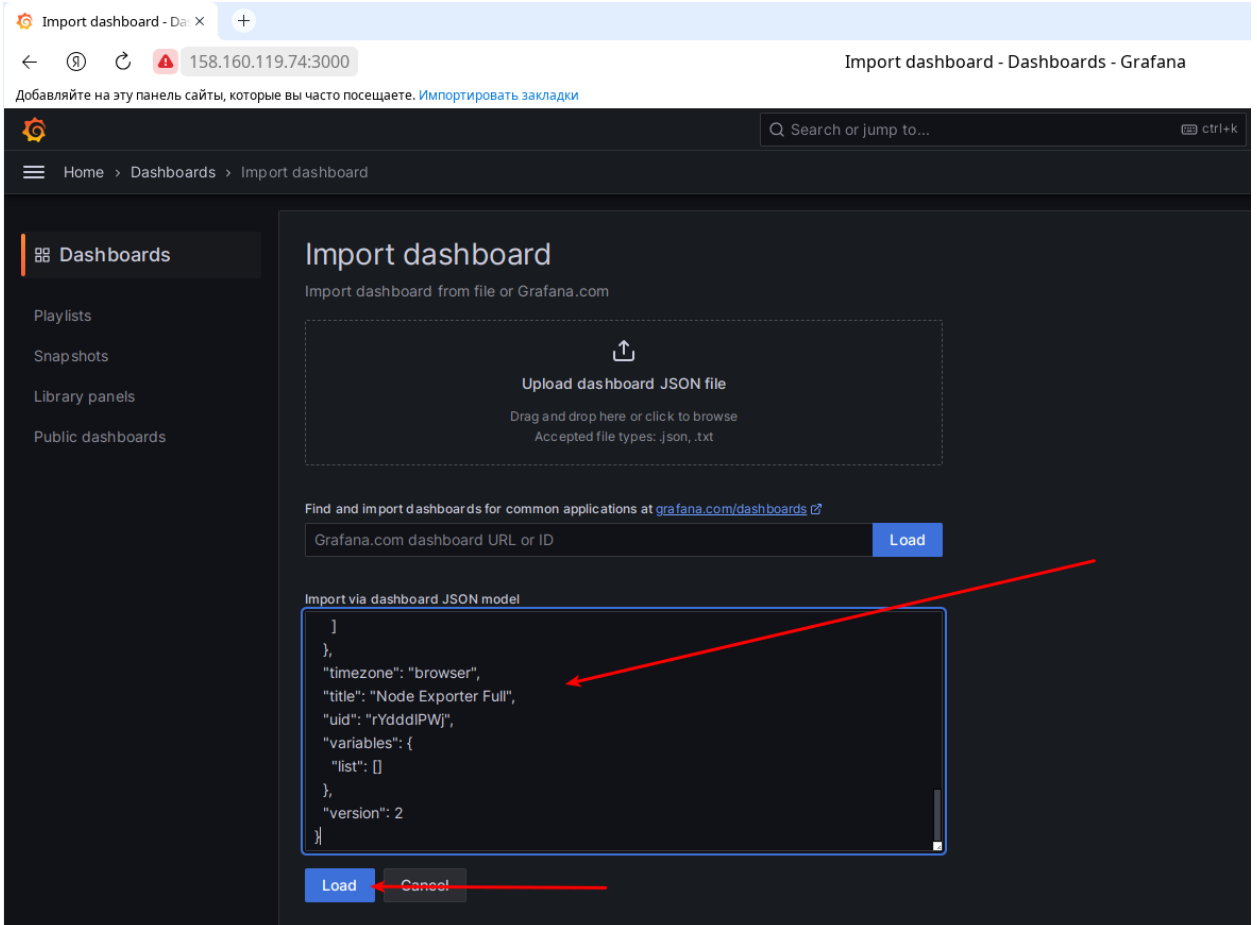 Import dashboard - Da
158.160.119.74:3000
Import dashboard - Dashboards - Grafana
Добавляйте на эту панель сайты, которые вы часто посещаете. Импортировать закладки
Search or jump to...
ctrl+k
Home › Dashboards › Import dashboard
Dashboards
Playlists
Snapshots
Library panels
Public dashboards
Import dashboard
Import dashboard from file or Grafana.com
Upload dashboard JSON file
Drag and drop here or click to browse
Accepted file types: .json, .txt
Find and import dashboards for common applications at grafana.com/dashboards
Grafana.com dashboard URL or ID
Load
Import via dashboard JSON model
]
},
"timezone": "browser",
"title": "Node Exporter Full",
"uid": "rYdddlPWj",
"variables": {
"list": []
},
"version": 2
}
Load
Cancel